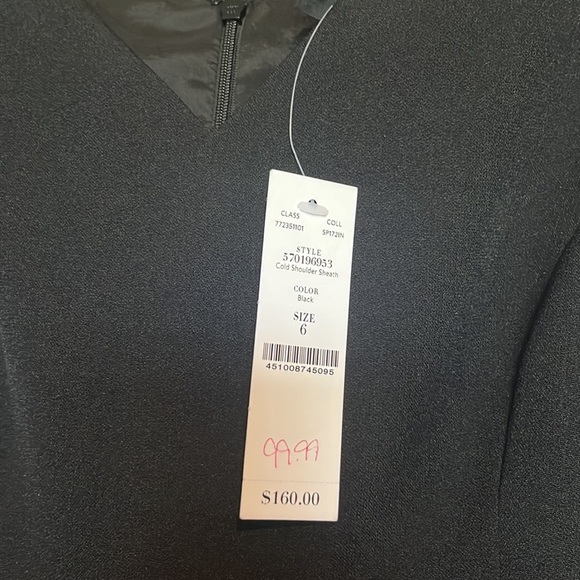 CLASS COLL
772351101 SP172IN
STYLE
570196953
Cold Shoulder Sheath
COLOR
Black
SIZE
6
451008745095
99.99
$160.00